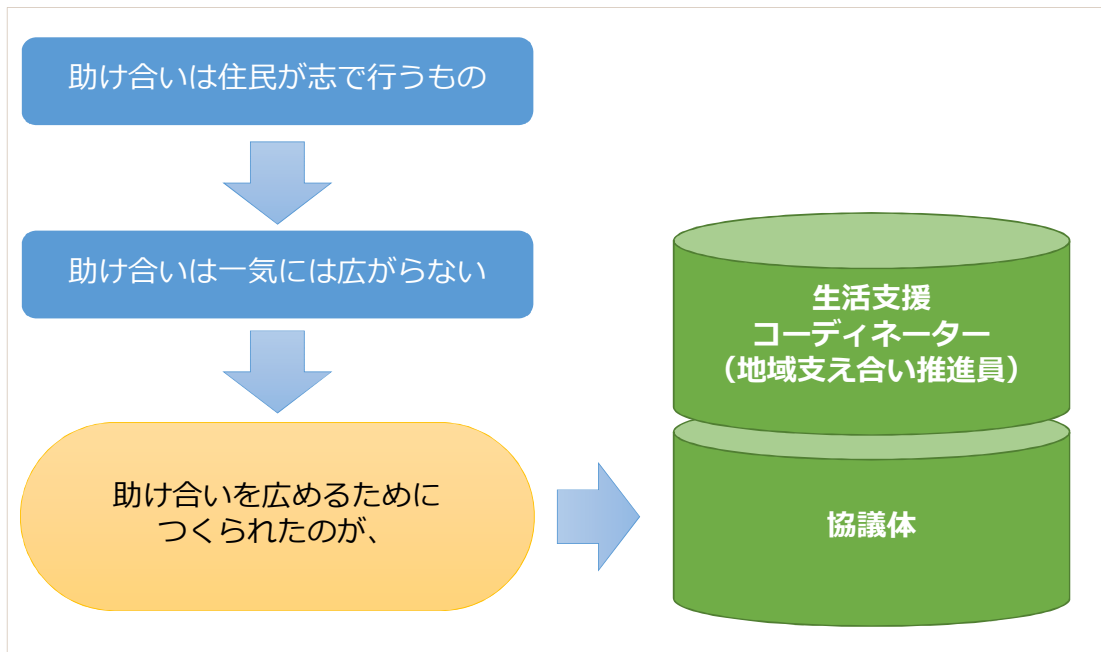 助け合いは住民が志で行うもの
助け合いは一気には広がらない
助け合いを広めるために
つくられたのが、
生活支援
コーディネーター
（地域支え合い推進員）
協議体